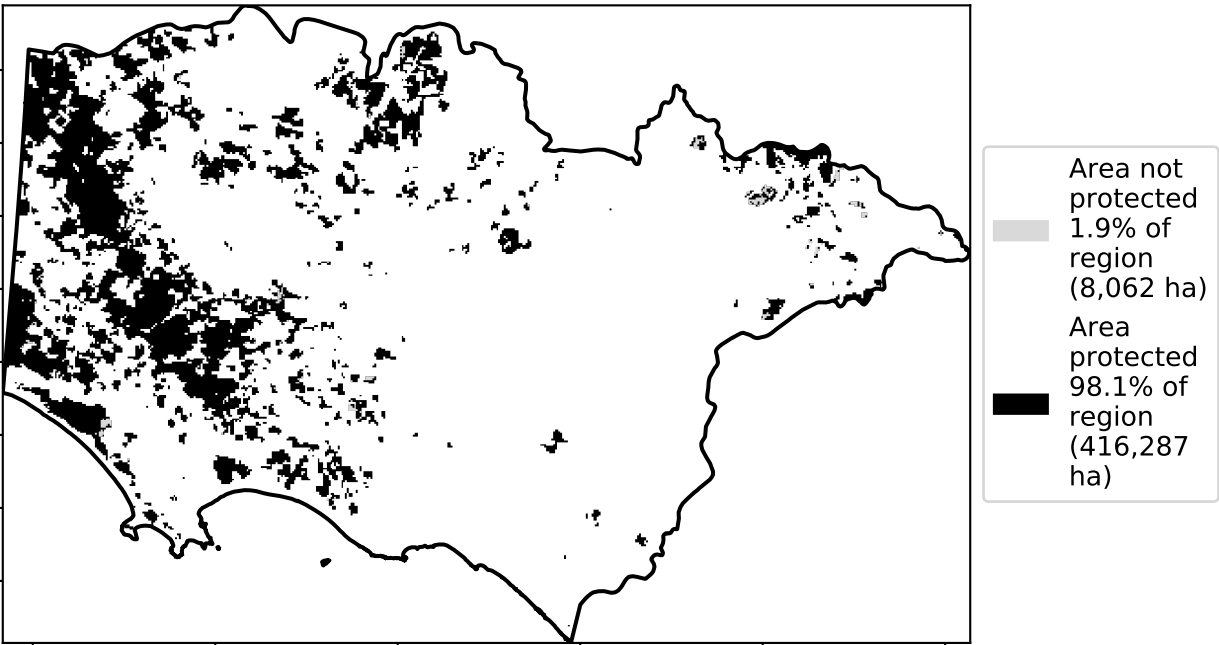 Area not
protected
1.9% of
region
(8,062 ha)
Area
protected
98.1% of
region
(416,287
ha)